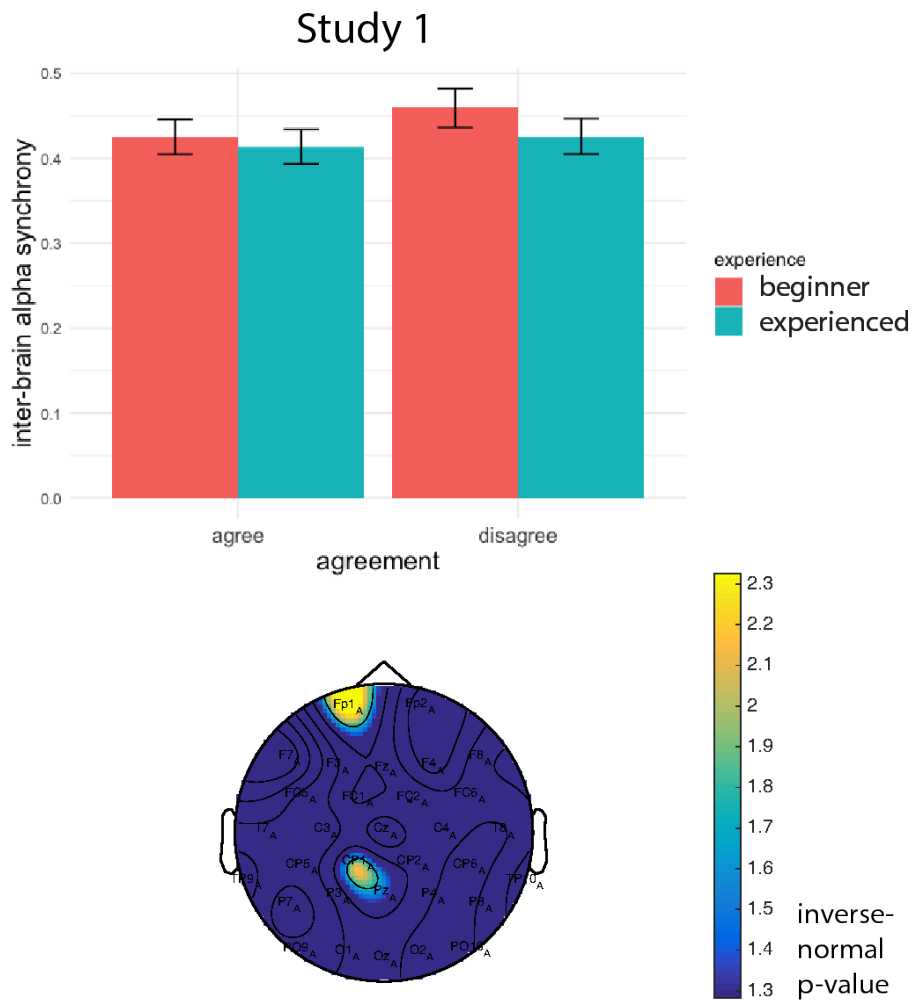 Study 1
inter-brain alpha synchrony
0.5
0.4
0.3
0.2
0.1
0.0
agree disagree
agreement
experience
beginner
experienced
Fp1A Fp2A
F7A F3A FzA F4A F8A
FC5A FC1A FC2A FC6A
T7A C3A CzA C4A T8A
CP5A CP1A CP2A CP6A
TP9A TP10A
P7A P3A PzA P4A P8A
PO9A O1A OzA O2A PO10A
2.3
2.2
2.1
2
1.9
1.8
1.7
1.6
1.5
1.4
1.3
inverse-
normal
p-value